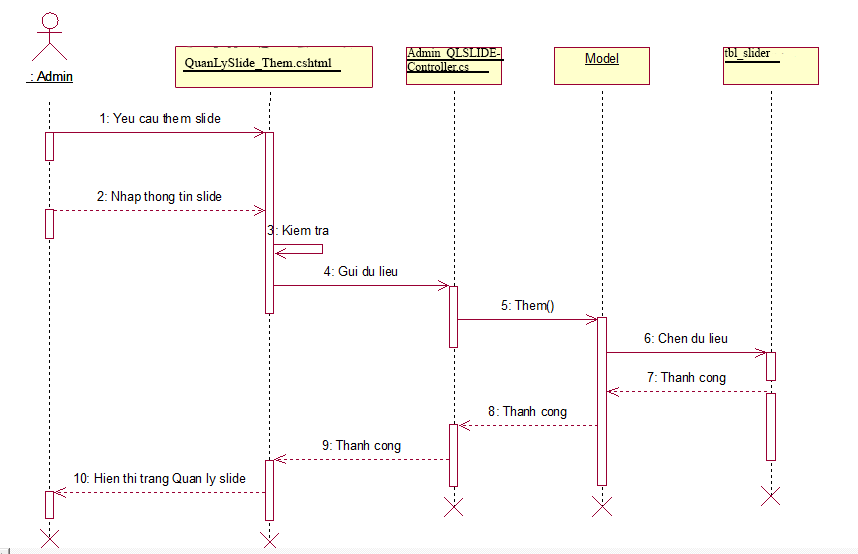 : Admin
QuanLySlide_Them.cshtml
Admin_QLSLIDE-
Controller.cs
Model
tbl_slider
1: Yeu cau them slide
2: Nhap thong tin slide
3: Kiem tra
4: Gui du lieu
5: Them()
6: Chen du lieu
7: Thanh cong
8: Thanh cong
9: Thanh cong
10: Hien thi trang Quan ly slide